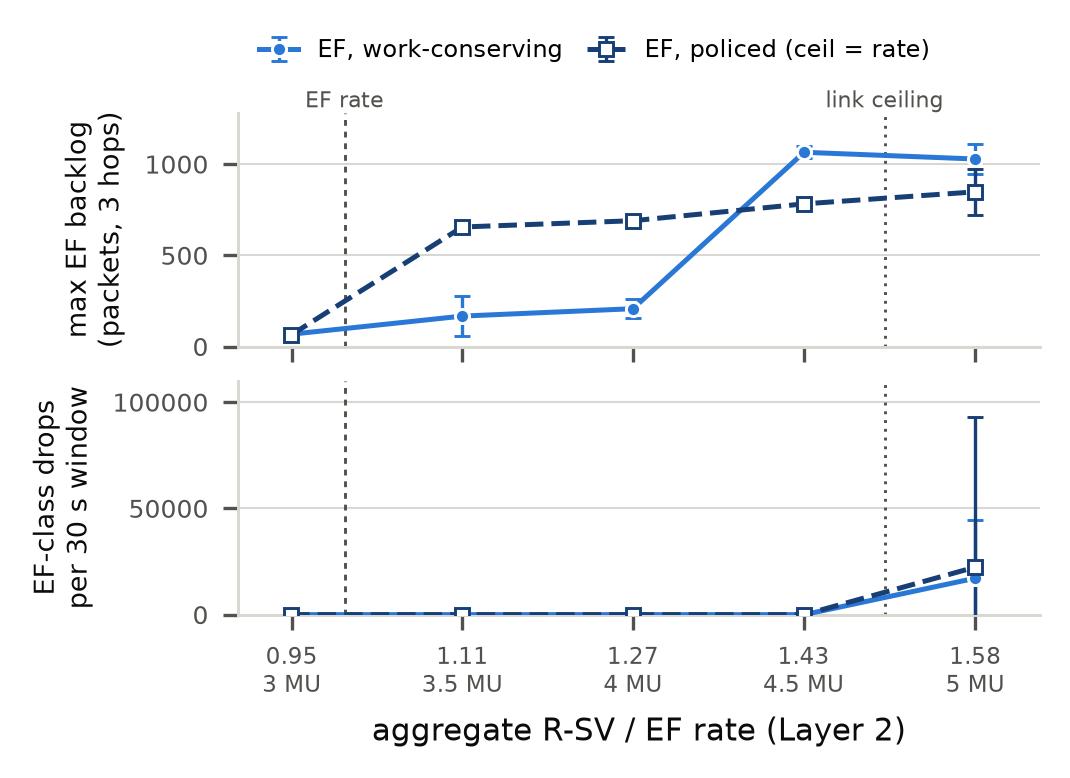 EF, work-conserving
EF, policed (ceil = rate)
EF rate
link ceiling
max EF backlog
(packets, 3 hops)
1000
500
0
EF-class drops
per 30 s window
100000
50000
0
0.95
3 MU
1.11
3.5 MU
1.27
4 MU
1.43
4.5 MU
1.58
5 MU
aggregate R-SV / EF rate (Layer 2)